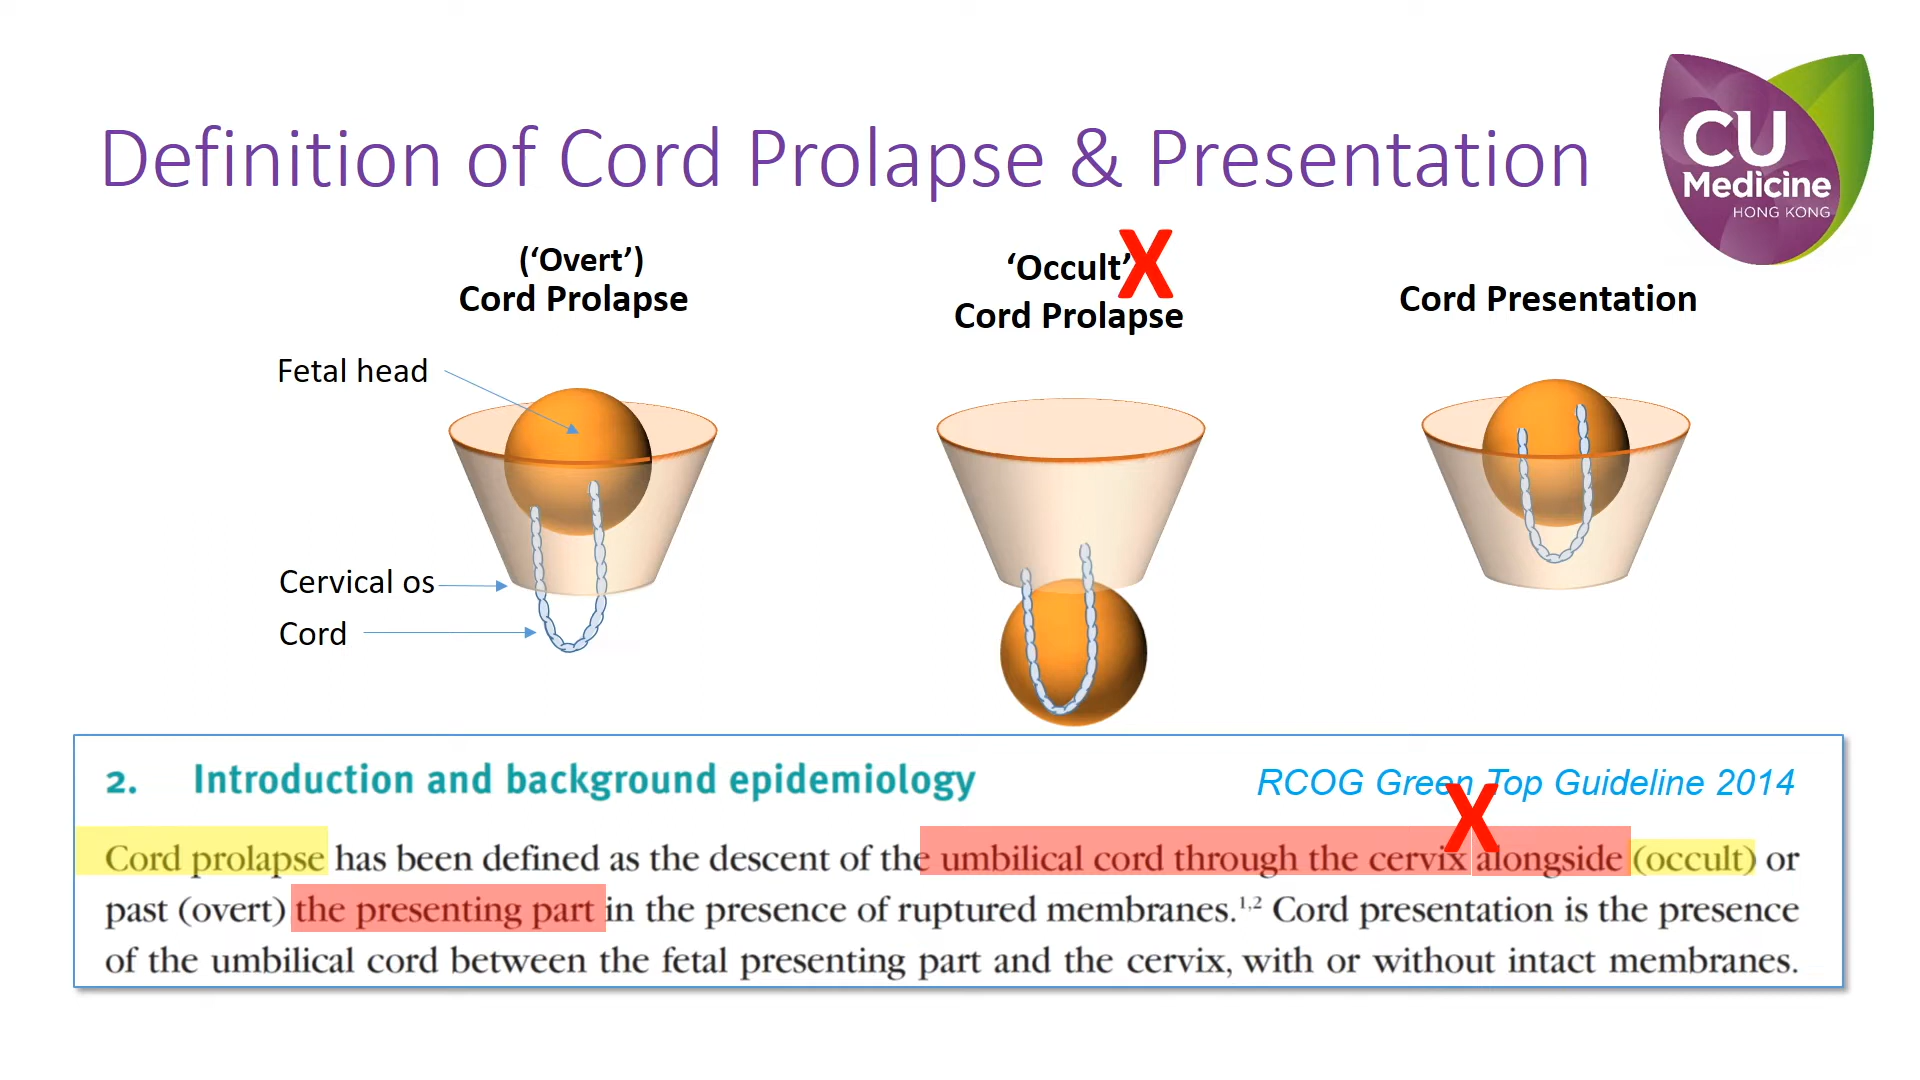 Definition of Cord Prolapse & Presentation
CU
Medicine
HONG KONG
(‘Overt’)
Cord Prolapse
‘Occult’ X
Cord Prolapse
Cord Presentation
Fetal head
Cervical os
Cord
2. Introduction and background epidemiology
RCOG Green Top Guideline 2014
X
Cord prolapse has been defined as the descent of the umbilical cord through the cervix alongside (occult) or
past (overt) the presenting part in the presence of ruptured membranes.1,2 Cord presentation is the presence
of the umbilical cord between the fetal presenting part and the cervix, with or without intact membranes.